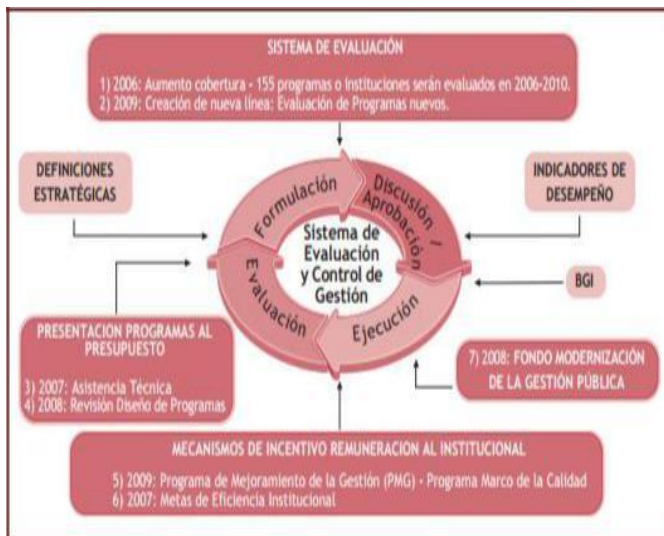 SISTEMA DE EVALUACIÓN
1) 2006: Aumento cobertura - 155 programas o instituciones serán evaluados en 2006-2010.
2) 2009: Creación de nueva línea: Evaluación de Programas nuevos.
DEFINICIONES
ESTRATÉGICAS
INDICADORES DE
DESEMPEÑO
Formulación
Discusión /
Aprobación
Sistema de
Evaluación
y Control de
Gestión
Evaluación
Ejecución
BGI
PRESENTACION PROGRAMAS AL
PRESUPUESTO
3) 2007: Asistencia Técnica
4) 2008: Revisión Diseño de Programas
7) 2008: FONDO MODERNIZACIÓN
DE LA GESTIÓN PÚBLICA
MECANISMOS DE INCENTIVO REMUNERACION AL INSTITUCIONAL
5) 2009: Programa de Mejoramiento de la Gestión (PMG) - Programa Marco de la Calidad
6) 2007: Metas de Eficiencia Institucional